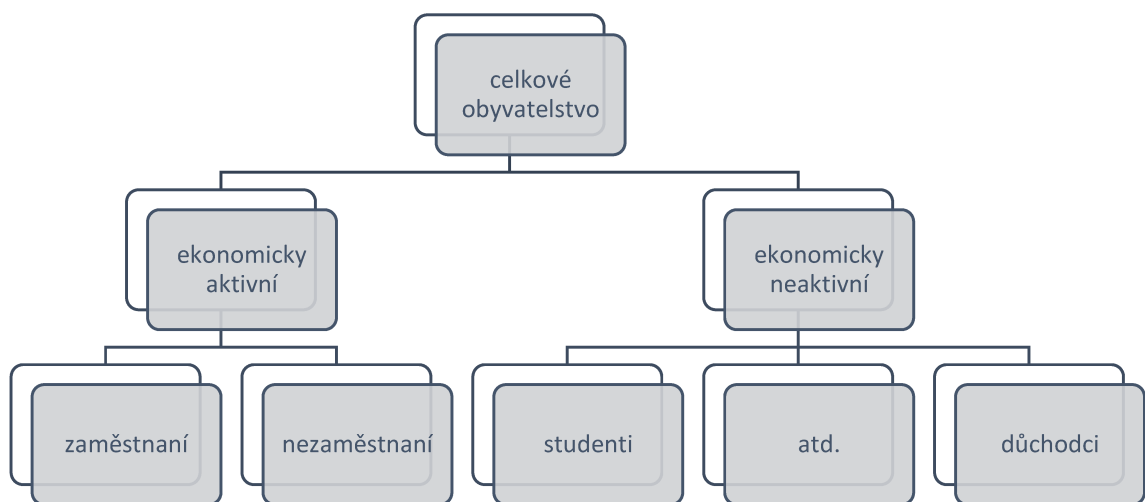 celkové
obyvatelstvo
ekonomicky
aktivní
ekonomicky
neaktivní
zaměstnaní
nezaměstnaní
studenti
atd.
důchodci